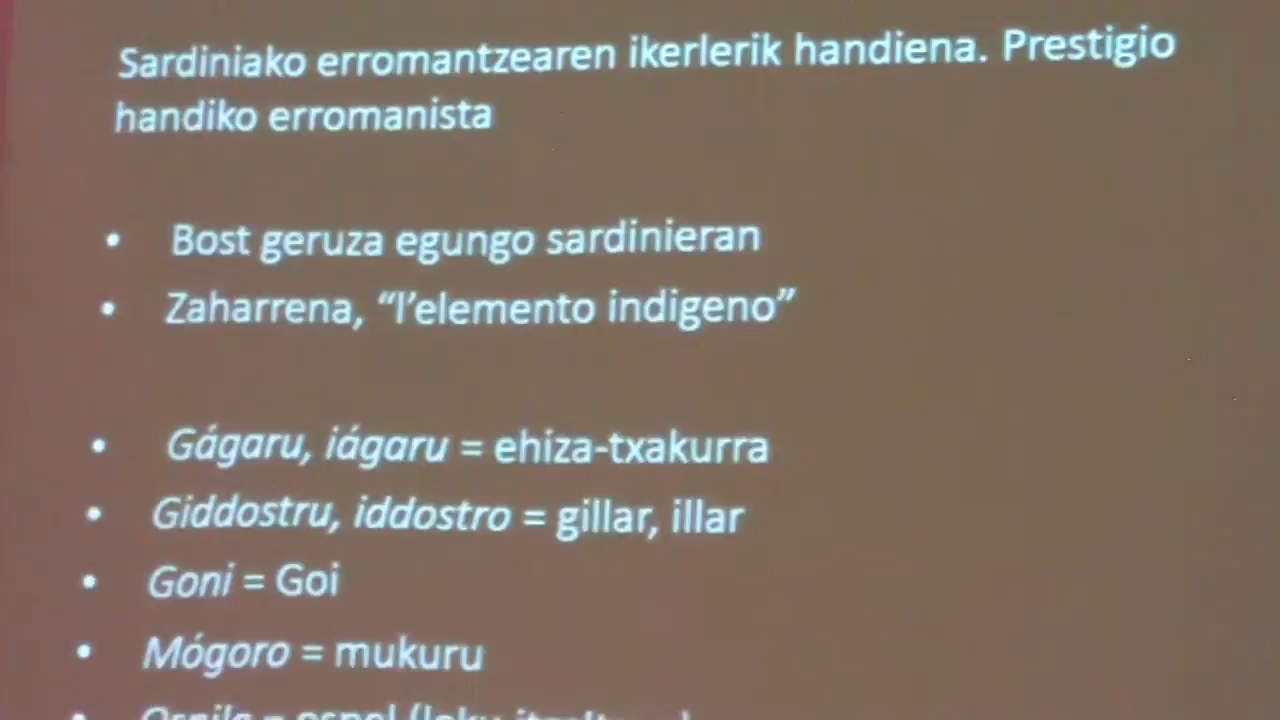 Sardiniako erromantzearen ikerlerik handiena. Prestigio
handiko erromanista
• Bost geruza egungo sardinieran
• Zaharrena, “l’elemento indigeno”
• Gágaru, iágaru = ehiza-txakurra
• Giddostru, iddostro = gillar, illar
• Goni = Goi
• Mógoro = mukuru